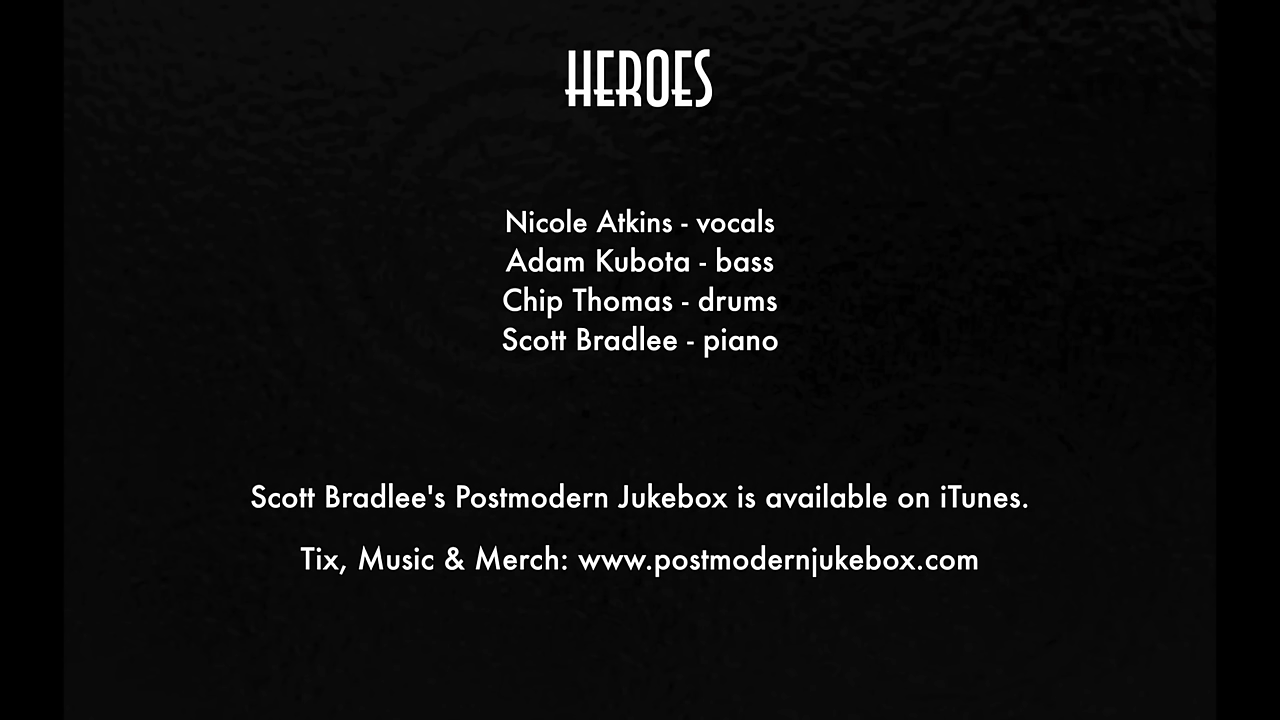 HEROES
Nicole Atkins - vocals
Adam Kubota - bass
Chip Thomas - drums
Scott Bradlee - piano
Scott Bradlee's Postmodern Jukebox is available on iTunes.
Tix, Music & Merch: www.postmodernjukebox.com